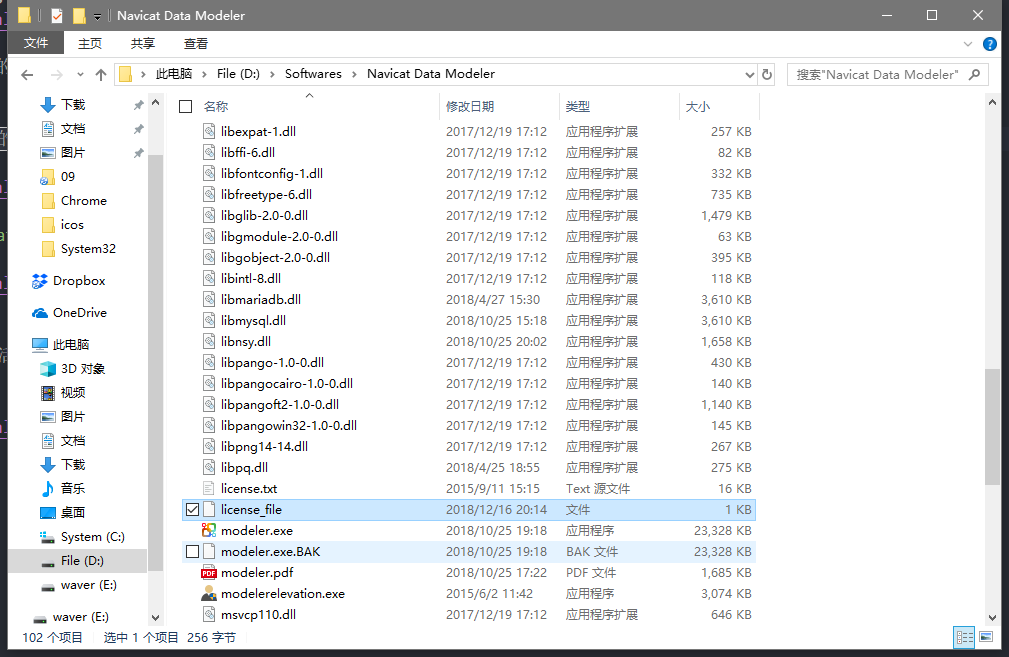 Navicat Data Modeler
文件 主页 共享 查看
此电脑 File (D:) Softwares Navicat Data Modeler 搜索"Navicat Data Modeler"
名称 修改日期 类型 大小
下载
文档
图片
09
Chrome
icos
System32
Dropbox
OneDrive
此电脑
3D 对象
视频
图片
文档
下载
音乐
桌面
System (C:)
File (D:)
waver (E:)
waver (E:)
libexpat-1.dll 2017/12/19 17:12 应用程序扩展 257 KB
libffi-6.dll 2017/12/19 17:12 应用程序扩展 82 KB
libfontconfig-1.dll 2017/12/19 17:12 应用程序扩展 332 KB
libfreetype-6.dll 2017/12/19 17:12 应用程序扩展 735 KB
libglib-2.0-0.dll 2017/12/19 17:12 应用程序扩展 1,479 KB
libgmodule-2.0-0.dll 2017/12/19 17:12 应用程序扩展 63 KB
libgobject-2.0-0.dll 2017/12/19 17:12 应用程序扩展 395 KB
libintl-8.dll 2017/12/19 17:12 应用程序扩展 118 KB
libmariadb.dll 2018/4/27 15:30 应用程序扩展 3,610 KB
libmysql.dll 2018/10/25 15:18 应用程序扩展 3,610 KB
libnsy.dll 2018/10/25 20:02 应用程序扩展 1,658 KB
libpango-1.0-0.dll 2017/12/19 17:12 应用程序扩展 430 KB
libpangocairo-1.0-0.dll 2017/12/19 17:12 应用程序扩展 140 KB
libpangoft2-1.0-0.dll 2017/12/19 17:12 应用程序扩展 1,140 KB
libpangowin32-1.0-0.dll 2017/12/19 17:12 应用程序扩展 145 KB
libpng14-14.dll 2017/12/19 17:12 应用程序扩展 267 KB
libpq.dll 2018/4/25 18:55 应用程序扩展 275 KB
license.txt 2015/9/11 15:15 Text 源文件 16 KB
license_file 2018/12/16 20:14 文件 1 KB
modeler.exe 2018/10/25 19:18 应用程序 23,328 KB
modeler.exe.BAK 2018/10/25 19:18 BAK 文件 23,328 KB
modeler.pdf 2018/10/25 17:22 PDF 文件 1,685 KB
modelerelevation.exe 2015/6/2 11:42 应用程序 3,074 KB
msvcp110.dll 2017/12/19 17:12 应用程序扩展 646 KB
102 个项目 选中 1 个项目 256 字节